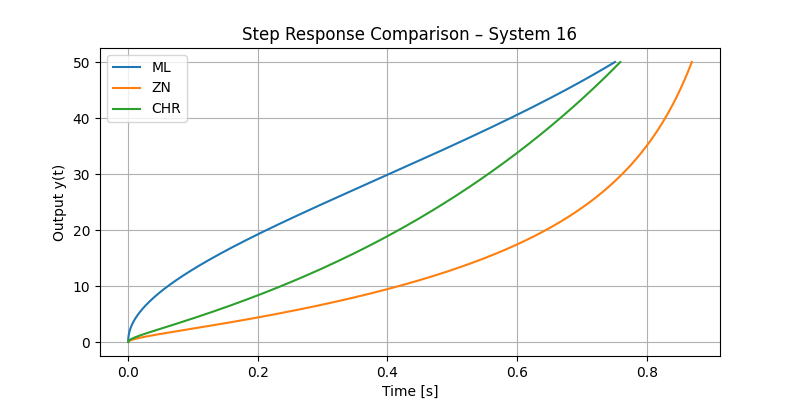 Step Response Comparison – System 16
ML
ZN
CHR
Output y(t)
50
40
30
20
10
0
0.0 0.2 0.4 0.6 0.8
Time [s]